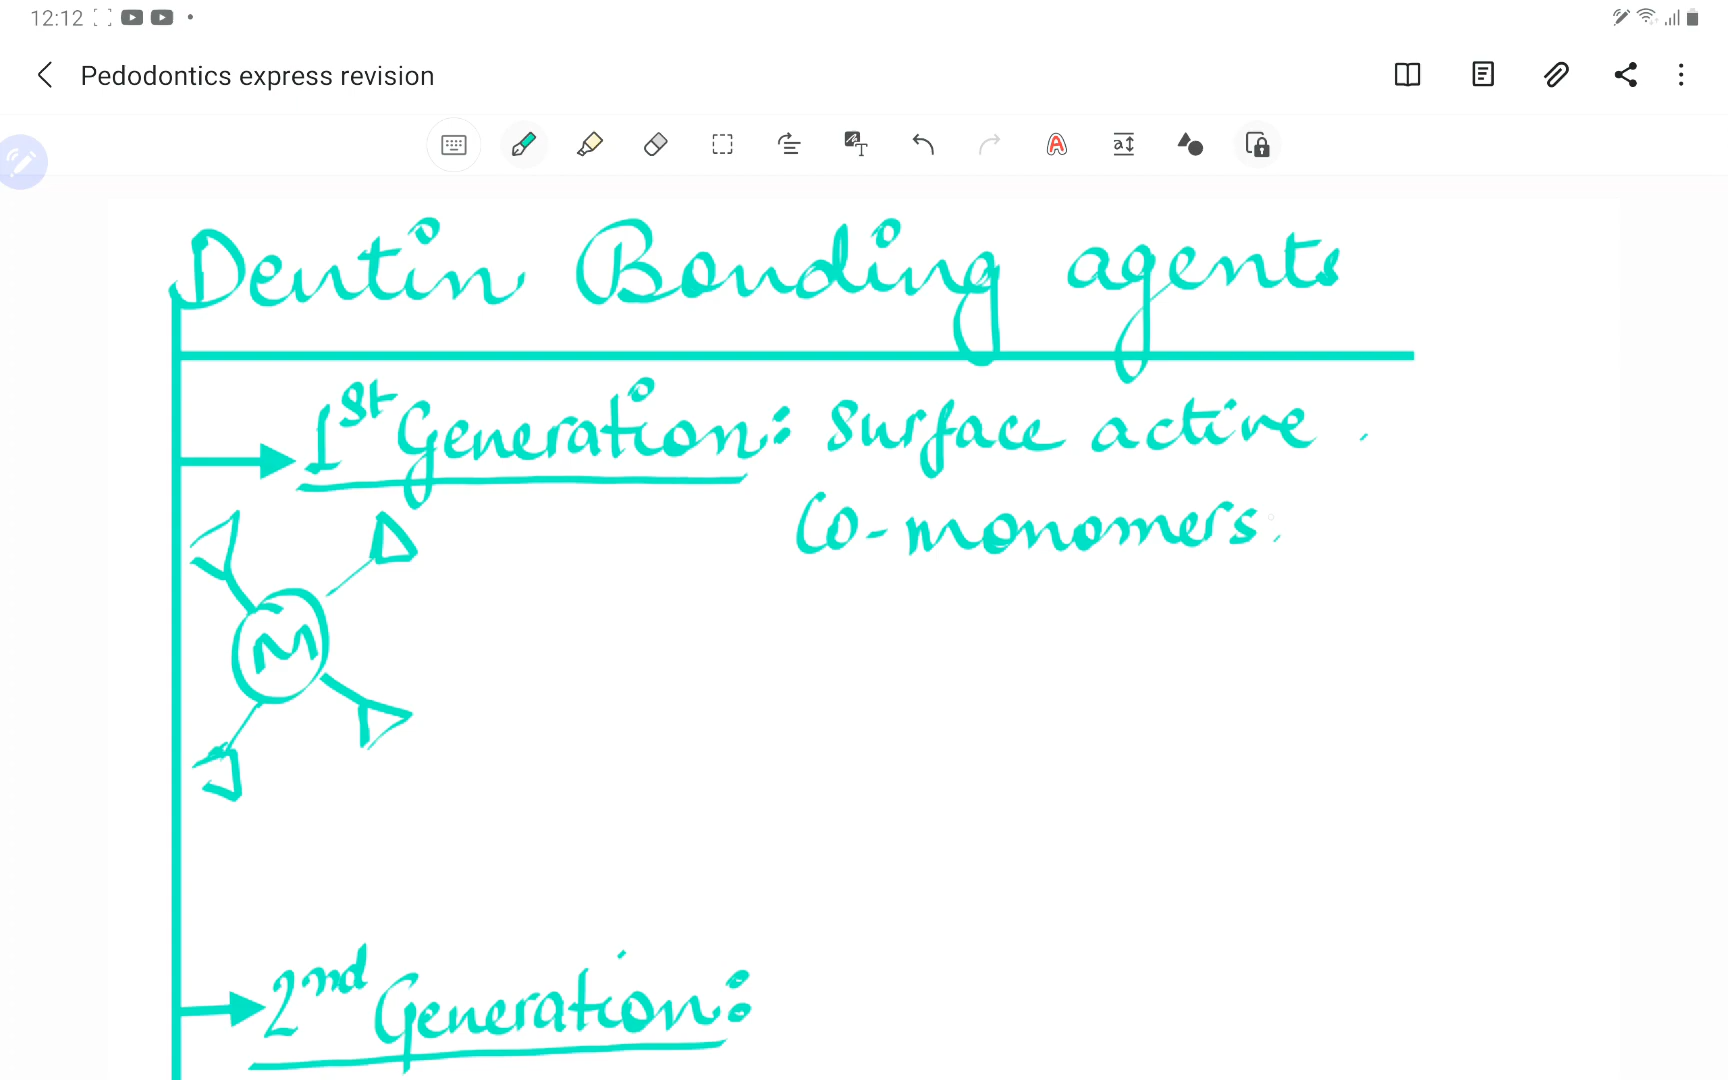 12:12
Pedodontics express revision
Dentin Bonding agents
1st Generation: Surface active
Co-monomers.
M
2nd Generation: